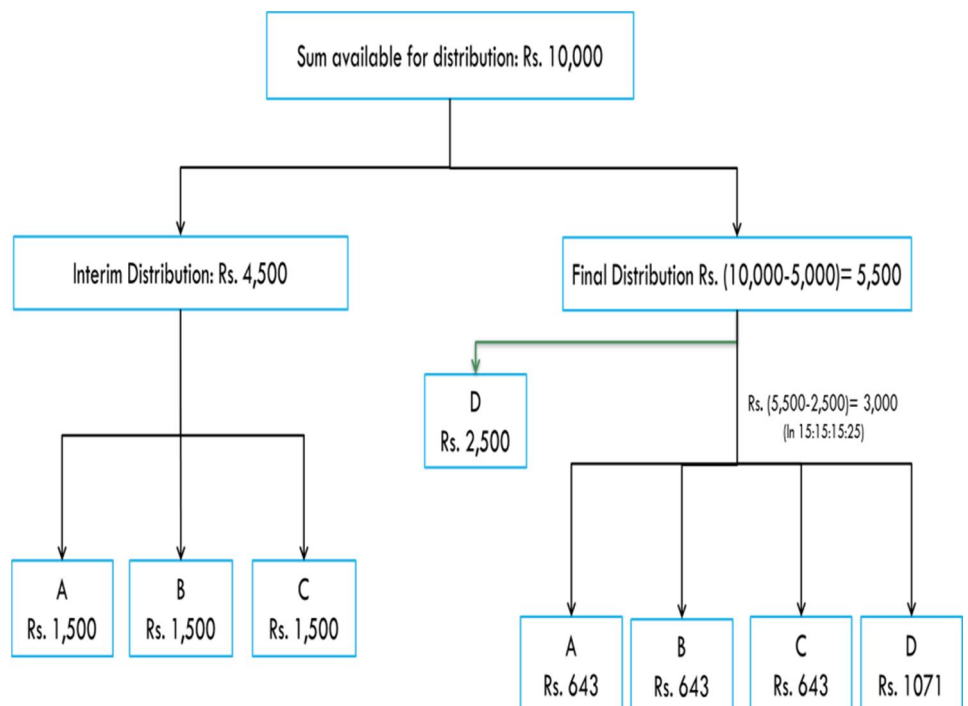 Sum available for distribution: Rs. 10,000
Interim Distribution: Rs. 4,500
Final Distribution Rs. (10,000-5,000)= 5,500
D
Rs. 2,500
Rs. (5,500-2,500)= 3,000
(In 15:15:15:25)
A
Rs. 1,500
B
Rs. 1,500
C
Rs. 1,500
A
Rs. 643
B
Rs. 643
C
Rs. 643
D
Rs. 1071